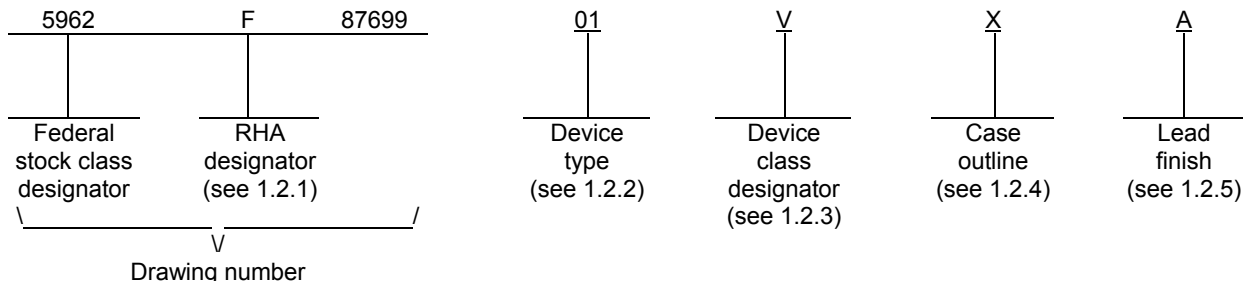 5962 F 87699 01 V X A
Federal stock class designator
RHA designator (see 1.2.1)
Device type (see 1.2.2)
Device class designator (see 1.2.3)
Case outline (see 1.2.4)
Lead finish (see 1.2.5)
\ /
\/
Drawing number